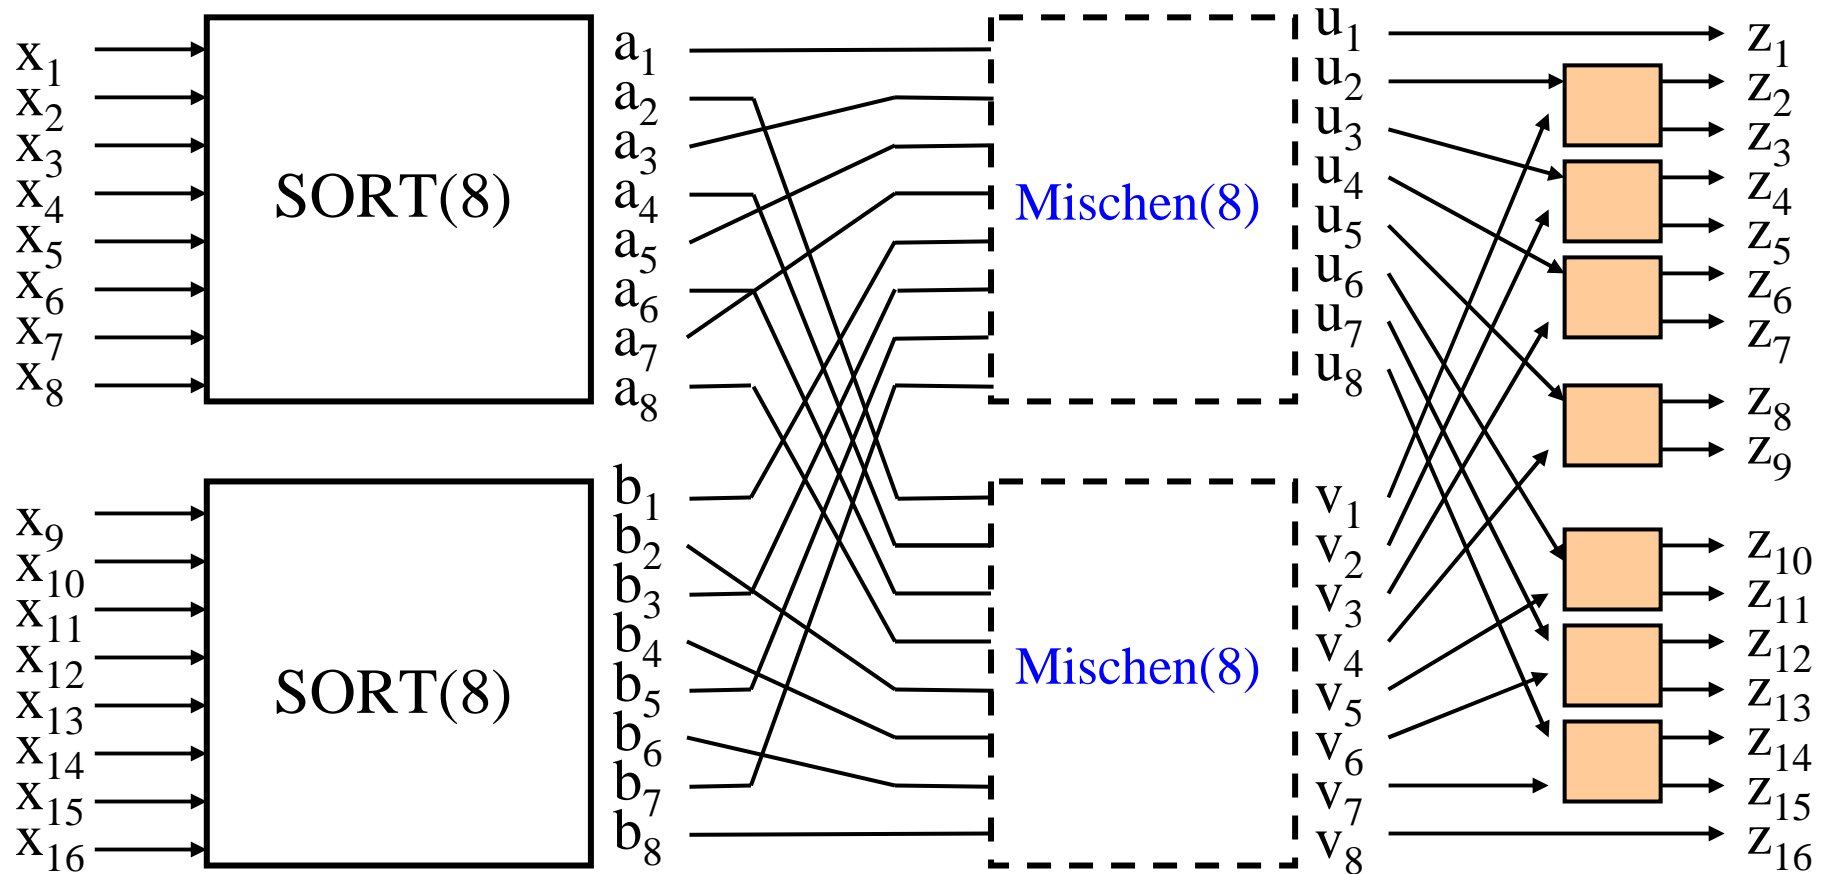 x₁
x₂
x₃
x₄
x₅
x₆
x₇
x₈
SORT(8)
a₁
a₂
a₃
a₄
a₅
a₆
a₇
a₈
Mischen(8)
u₁
u₂
u₃
u₄
u₅
u₆
u₇
u₈
z₁
z₂
z₃
z₄
z₅
z₆
z₇
z₈
z₉
x₉
x₁₀
x₁₁
x₁₂
x₁₃
x₁₄
x₁₅
x₁₆
SORT(8)
b₁
b₂
b₃
b₄
b₅
b₆
b₇
b₈
Mischen(8)
v₁
v₂
v₃
v₄
v₅
v₆
v₇
v₈
z₁₀
z₁₁
z₁₂
z₁₃
z₁₄
z₁₅
z₁₆